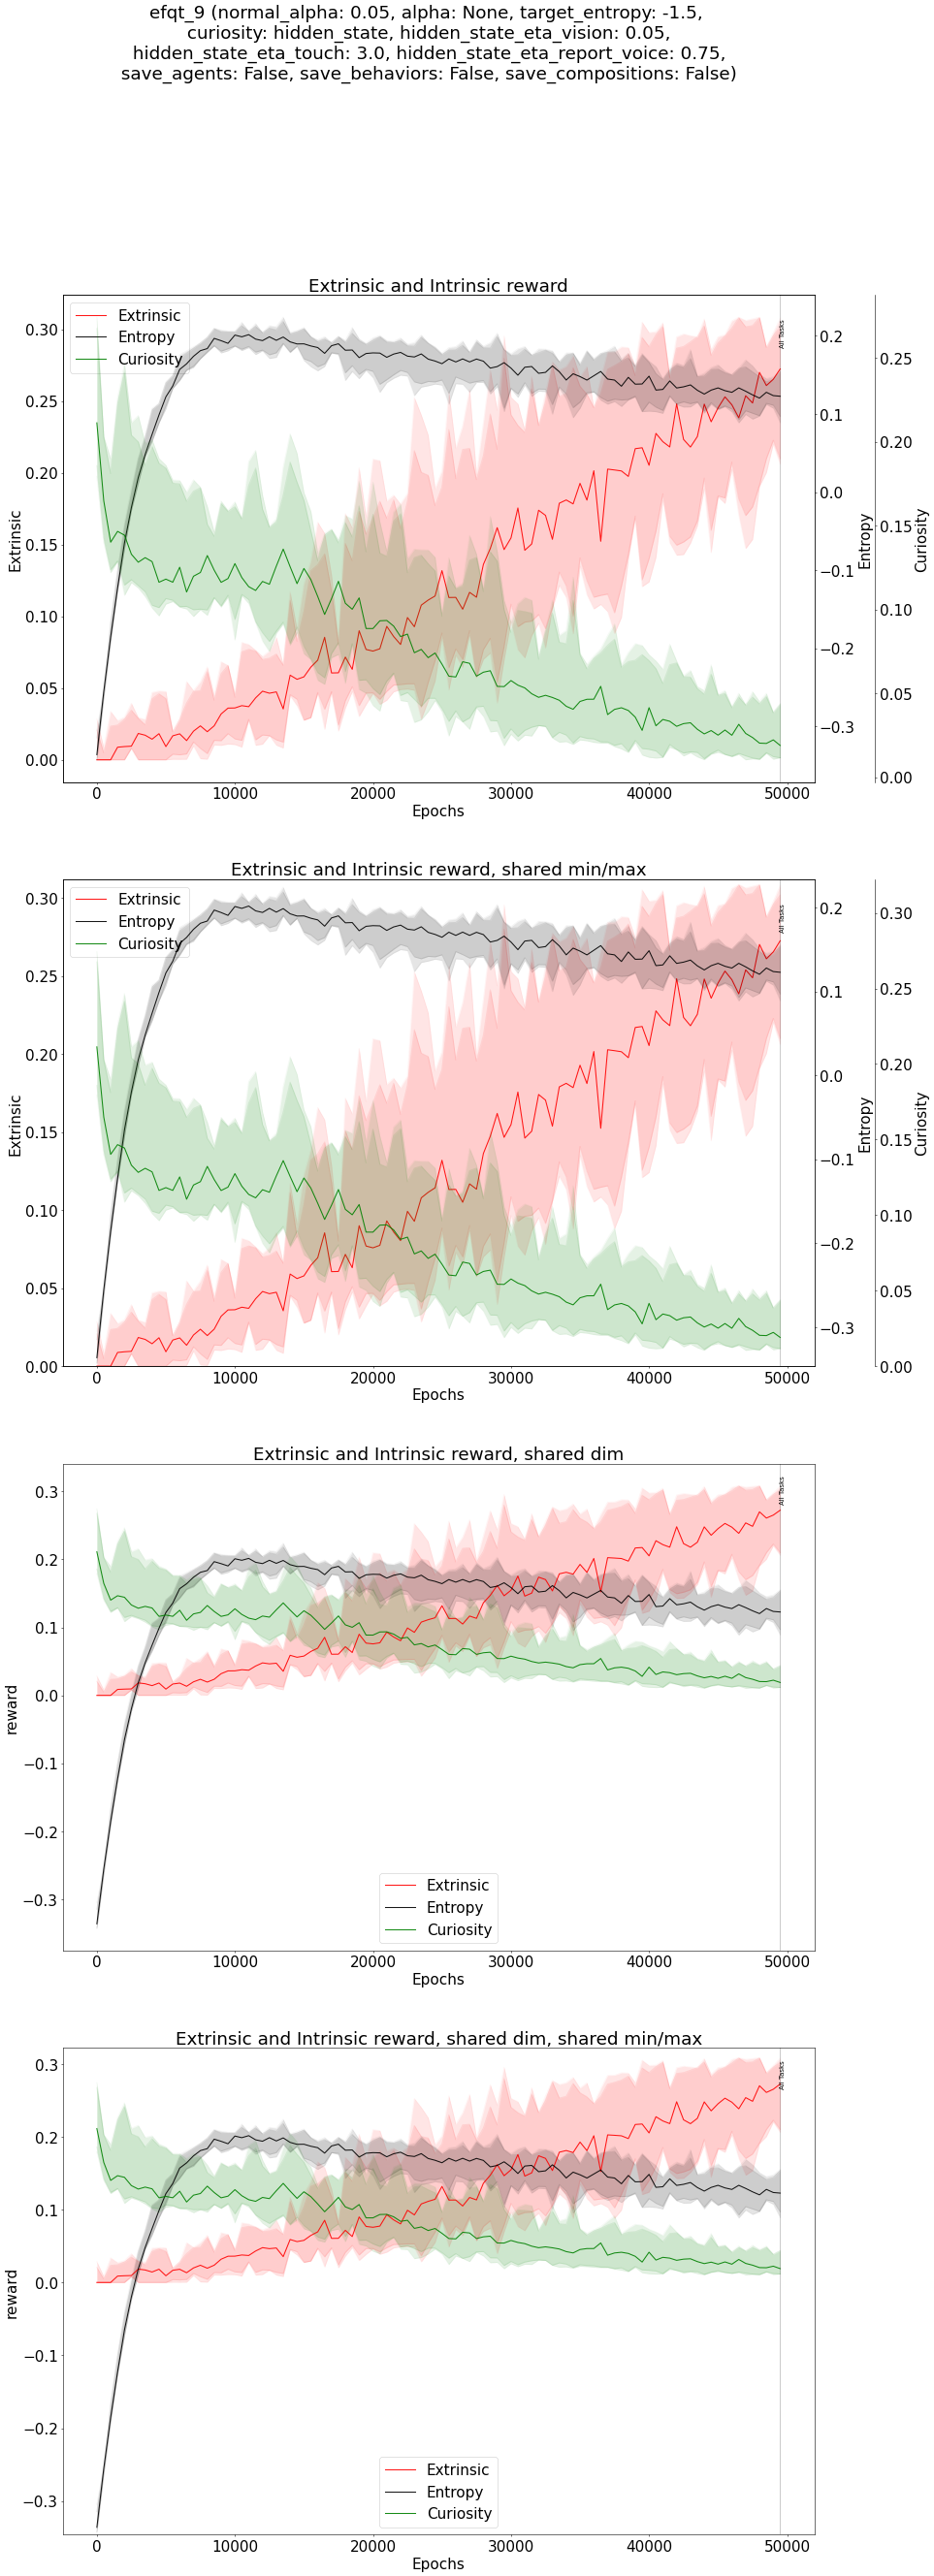 efqt_9 (normal_alpha: 0.05, alpha: None, target_entropy: -1.5,
curiosity: hidden_state, hidden_state_eta_vision: 0.05,
hidden_state_eta_touch: 3.0, hidden_state_eta_report_voice: 0.75,
save_agents: False, save_behaviors: False, save_compositions: False)
Extrinsic and Intrinsic reward
Extrinsic
Entropy
Curiosity
All Tasks
0.30
0.25
0.20
0.15
0.10
0.05
0.00
Extrinsic
0.2
0.1
0.0
−0.1
−0.2
−0.3
Entropy
0.25
0.20
0.15
0.10
0.05
0.00
Curiosity
0 10000 20000 30000 40000 50000
Epochs
Extrinsic and Intrinsic reward, shared min/max
Extrinsic
Entropy
Curiosity
All Tasks
0.30
0.25
0.20
0.15
0.10
0.05
0.00
Extrinsic
0.2
0.1
0.0
−0.1
−0.2
−0.3
Entropy
0.30
0.25
0.20
0.15
0.10
0.05
0.00
Curiosity
0 10000 20000 30000 40000 50000
Epochs
Extrinsic and Intrinsic reward, shared dim
All Tasks
0.3
0.2
0.1
0.0
−0.1
−0.2
−0.3
reward
Extrinsic
Entropy
Curiosity
0 10000 20000 30000 40000 50000
Epochs
Extrinsic and Intrinsic reward, shared dim, shared min/max
All Tasks
0.3
0.2
0.1
0.0
−0.1
−0.2
−0.3
reward
Extrinsic
Entropy
Curiosity
0 10000 20000 30000 40000 50000
Epochs